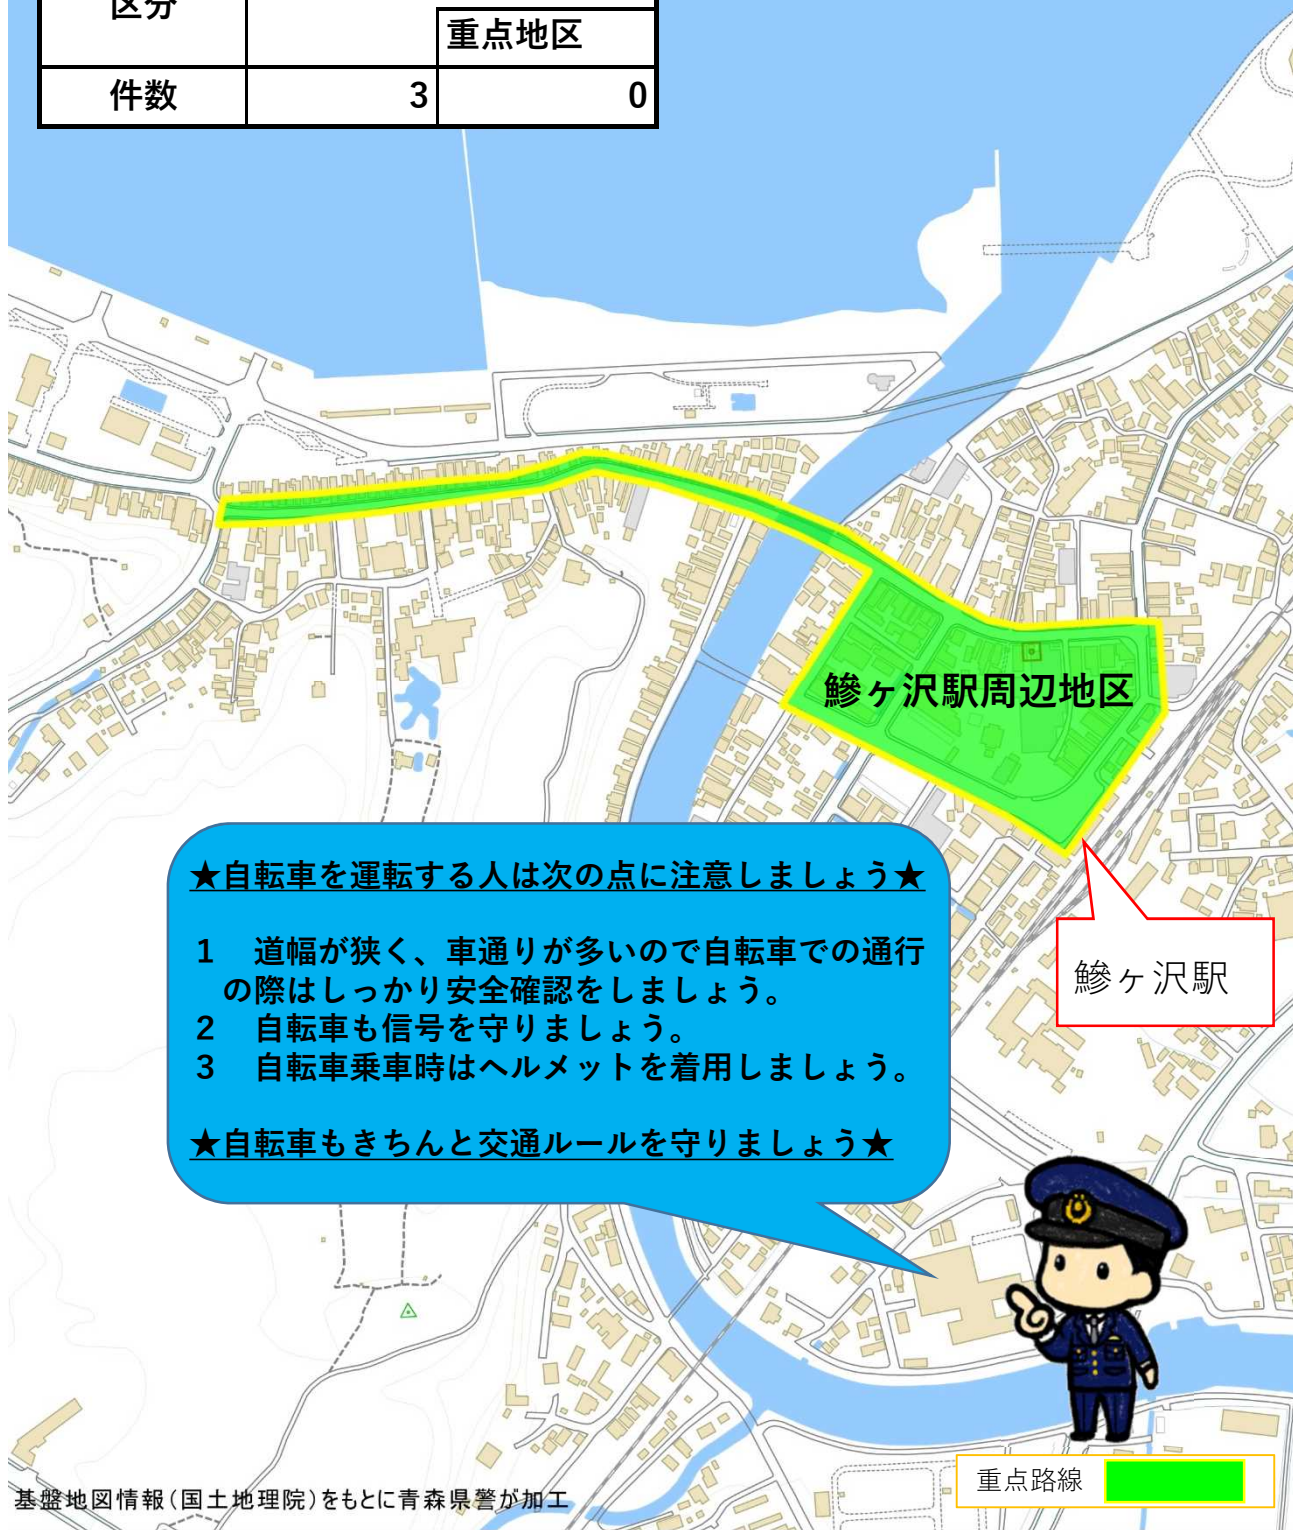 区分
重点地区
件数 3 0
鰺ヶ沢駅周辺地区
★自転車を運転する人は次の点に注意しましょう★
1 道幅が狭く、車通りが多いので自転車での通行
の際はしっかり安全確認をしましょう。
2 自転車も信号を守りましょう。
3 自転車乗車時はヘルメットを着用しましょう。
★自転車もきちんと交通ルールを守りましょう★
鰺ヶ沢駅
重点路線
基盤地図情報(国土地理院)をもとに青森県警が加工